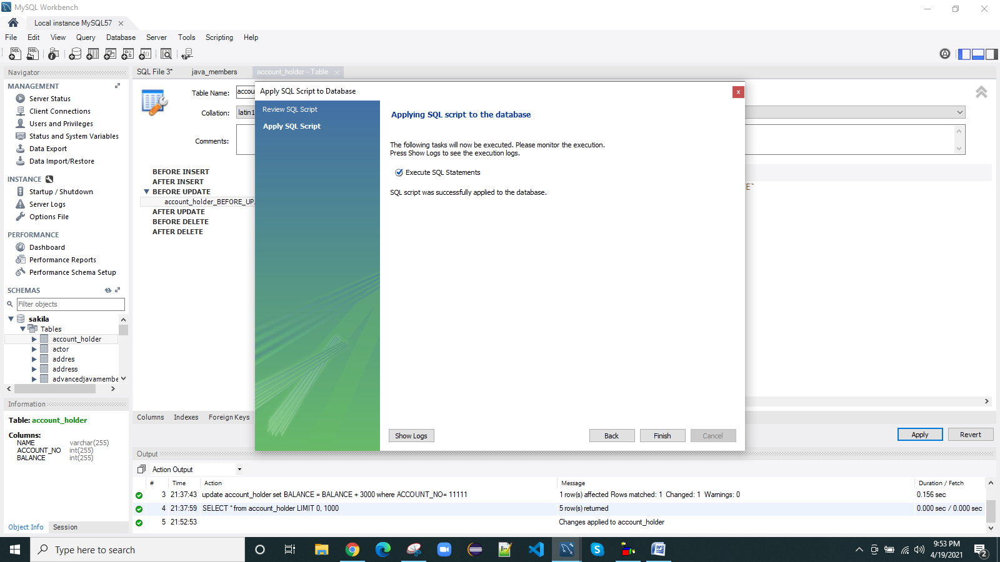 MySQL Workbench
Local instance MySQL57
File Edit View Query Database Server Tools Scripting Help
Navigator
MANAGEMENT
Server Status
Client Connections
Users and Privileges
Status and System Variables
Data Export
Data Import/Restore
INSTANCE
Startup / Shutdown
Server Logs
Options File
PERFORMANCE
Dashboard
Performance Reports
Performance Schema Setup
SCHEMAS
Filter objects
sakila
Tables
account_holder
actor
addres
address
advancedjavamembe
Information
Table: account_holder
Columns:
NAME varchar(255)
ACCOUNT_NO int(255)
BALANCE int(255)
Object Info Session
SQL File 3* java_members account_holder - Table
Table Name: accou
Collation: latin1
Comments:
BEFORE INSERT
AFTER INSERT
BEFORE UPDATE
account_holder_BEFORE_UP..
AFTER UPDATE
BEFORE DELETE
AFTER DELETE
E`
Columns Indexes Foreign Keys
Apply Revert
Apply SQL Script to Database
Review SQL Script
Apply SQL Script
Applying SQL script to the database
The following tasks will now be executed. Please monitor the execution.
Press Show Logs to see the execution logs.
Execute SQL Statements
SQL script was successfully applied to the database.
Show Logs Back Finish Cancel
Output
Action Output
# Time Action Message Duration / Fetch
3 21:37:43 update account_holder set BALANCE = BALANCE + 3000 where ACCOUNT_NO= 11111 1 row(s) affected Rows matched: 1 Changed: 1 Warnings: 0 0.156 sec
4 21:37:59 SELECT * from account_holder LIMIT 0, 1000 5 row(s) returned 0.000 sec / 0.000 sec
5 21:52:53 Changes applied to account_holder
Type here to search
9:53 PM
4/19/2021
2